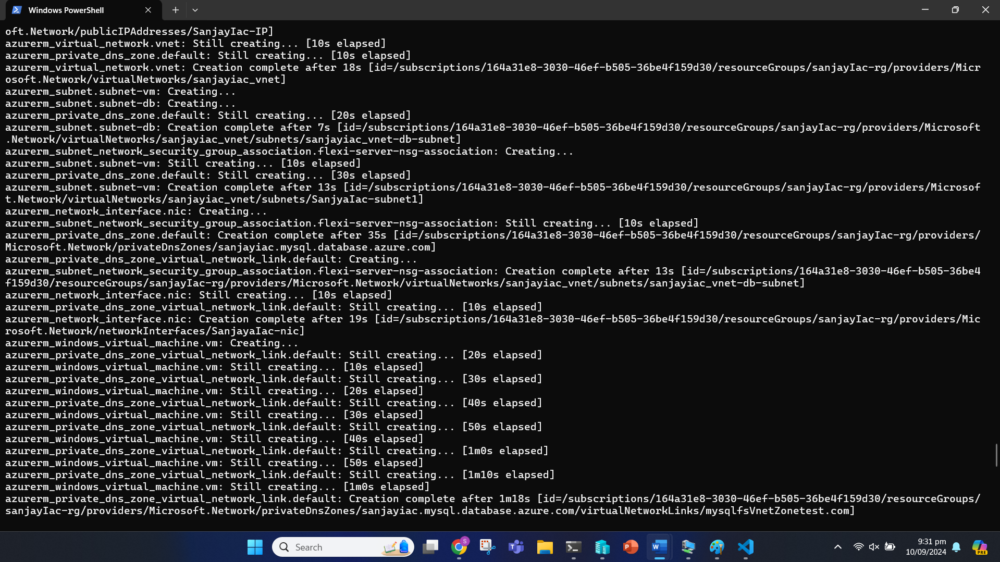 Windows PowerShell
oft.Network/publicIPAddresses/SanjayIac-IP]
azurerm_virtual_network.vnet: Still creating... [10s elapsed]
azurerm_private_dns_zone.default: Still creating... [10s elapsed]
azurerm_virtual_network.vnet: Creation complete after 18s [id=/subscriptions/164a31e8-3030-46ef-b505-36be4f159d30/resourceGroups/sanjayIac-rg/providers/Micr
osoft.Network/virtualNetworks/sanjayiac_vnet]
azurerm_subnet.subnet-vm: Creating...
azurerm_subnet.subnet-db: Creating...
azurerm_private_dns_zone.default: Still creating... [20s elapsed]
azurerm_subnet.subnet-db: Creation complete after 7s [id=/subscriptions/164a31e8-3030-46ef-b505-36be4f159d30/resourceGroups/sanjayIac-rg/providers/Microsoft
.Network/virtualNetworks/sanjayiac_vnet/subnets/sanjayiac_vnet-db-subnet]
azurerm_subnet_network_security_group_association.flexi-server-nsg-association: Creating...
azurerm_subnet.subnet-vm: Still creating... [10s elapsed]
azurerm_private_dns_zone.default: Still creating... [30s elapsed]
azurerm_subnet.subnet-vm: Creation complete after 13s [id=/subscriptions/164a31e8-3030-46ef-b505-36be4f159d30/resourceGroups/sanjayIac-rg/providers/Microsof
t.Network/virtualNetworks/sanjayiac_vnet/subnets/SanjyaIac-subnet1]
azurerm_network_interface.nic: Creating...
azurerm_subnet_network_security_group_association.flexi-server-nsg-association: Still creating... [10s elapsed]
azurerm_private_dns_zone.default: Creation complete after 35s [id=/subscriptions/164a31e8-3030-46ef-b505-36be4f159d30/resourceGroups/sanjayIac-rg/providers/
Microsoft.Network/privateDnsZones/sanjayiac.mysql.database.azure.com]
azurerm_private_dns_zone_virtual_network_link.default: Creating...
azurerm_subnet_network_security_group_association.flexi-server-nsg-association: Creation complete after 13s [id=/subscriptions/164a31e8-3030-46ef-b505-36be4
f159d30/resourceGroups/sanjayIac-rg/providers/Microsoft.Network/virtualNetworks/sanjayiac_vnet/subnets/sanjayiac_vnet-db-subnet]
azurerm_network_interface.nic: Still creating... [10s elapsed]
azurerm_private_dns_zone_virtual_network_link.default: Still creating... [10s elapsed]
azurerm_network_interface.nic: Creation complete after 19s [id=/subscriptions/164a31e8-3030-46ef-b505-36be4f159d30/resourceGroups/sanjayIac-rg/providers/Mic
rosoft.Network/networkInterfaces/SanjayaIac-nic]
azurerm_windows_virtual_machine.vm: Creating...
azurerm_private_dns_zone_virtual_network_link.default: Still creating... [20s elapsed]
azurerm_windows_virtual_machine.vm: Still creating... [10s elapsed]
azurerm_private_dns_zone_virtual_network_link.default: Still creating... [30s elapsed]
azurerm_windows_virtual_machine.vm: Still creating... [20s elapsed]
azurerm_private_dns_zone_virtual_network_link.default: Still creating... [40s elapsed]
azurerm_windows_virtual_machine.vm: Still creating... [30s elapsed]
azurerm_private_dns_zone_virtual_network_link.default: Still creating... [50s elapsed]
azurerm_windows_virtual_machine.vm: Still creating... [40s elapsed]
azurerm_private_dns_zone_virtual_network_link.default: Still creating... [1m0s elapsed]
azurerm_windows_virtual_machine.vm: Still creating... [50s elapsed]
azurerm_private_dns_zone_virtual_network_link.default: Still creating... [1m10s elapsed]
azurerm_windows_virtual_machine.vm: Still creating... [1m0s elapsed]
azurerm_private_dns_zone_virtual_network_link.default: Creation complete after 1m18s [id=/subscriptions/164a31e8-3030-46ef-b505-36be4f159d30/resourceGroups/
sanjayIac-rg/providers/Microsoft.Network/privateDnsZones/sanjayiac.mysql.database.azure.com/virtualNetworkLinks/mysqlfsVnetZonetest.com]
Search
S
T
P
W
9:31 pm
10/09/2024
PRE